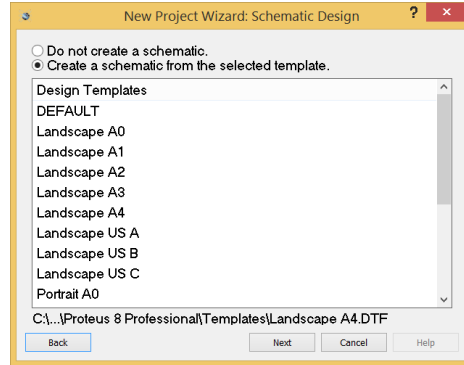 New Project Wizard: Schematic Design ?
Do not create a schematic.
Create a schematic from the selected template.
Design Templates
DEFAULT
Landscape A0
Landscape A1
Landscape A2
Landscape A3
Landscape A4
Landscape US A
Landscape US B
Landscape US C
Portrait A0
C:\...\Proteus 8 Professional\Templates\Landscape A4.DTF
Back Next Cancel Help